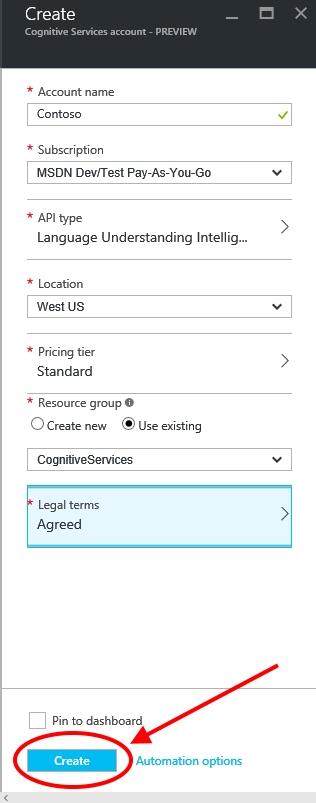 Create
Cognitive Services account - PREVIEW
* Account name
Contoso
* Subscription
MSDN Dev/Test Pay-As-You-Go
* API type
Language Understanding Intellig...
* Location
West US
* Pricing tier
Standard
* Resource group
Create new Use existing
CognitiveServices
* Legal terms
Agreed
Pin to dashboard
Create Automation options